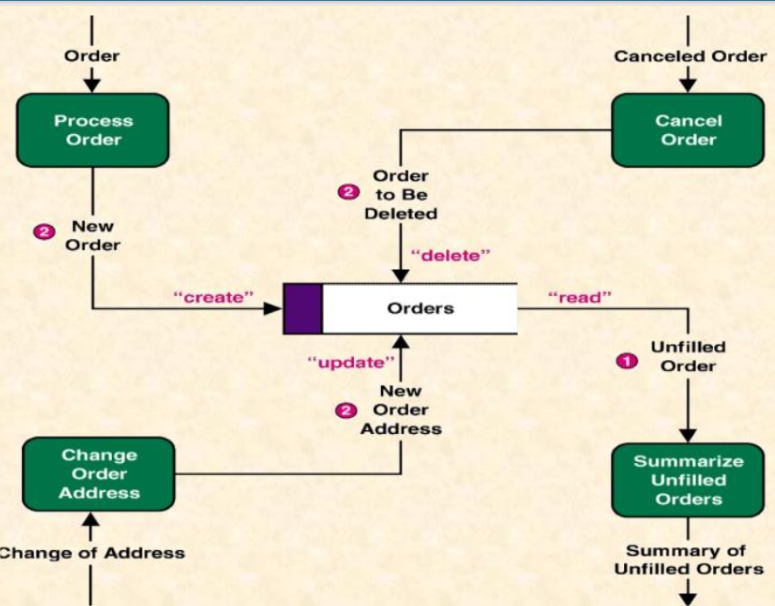 Order
Canceled Order
Process
Order
Cancel
Order
Order
2 to Be
Deleted
2 New
Order
“delete”
“create”
Orders
“read”
“update”
1 Unfilled
Order
New
2 Order
Address
Change
Order
Address
Summarize
Unfilled
Orders
Change of Address
Summary of
Unfilled Orders